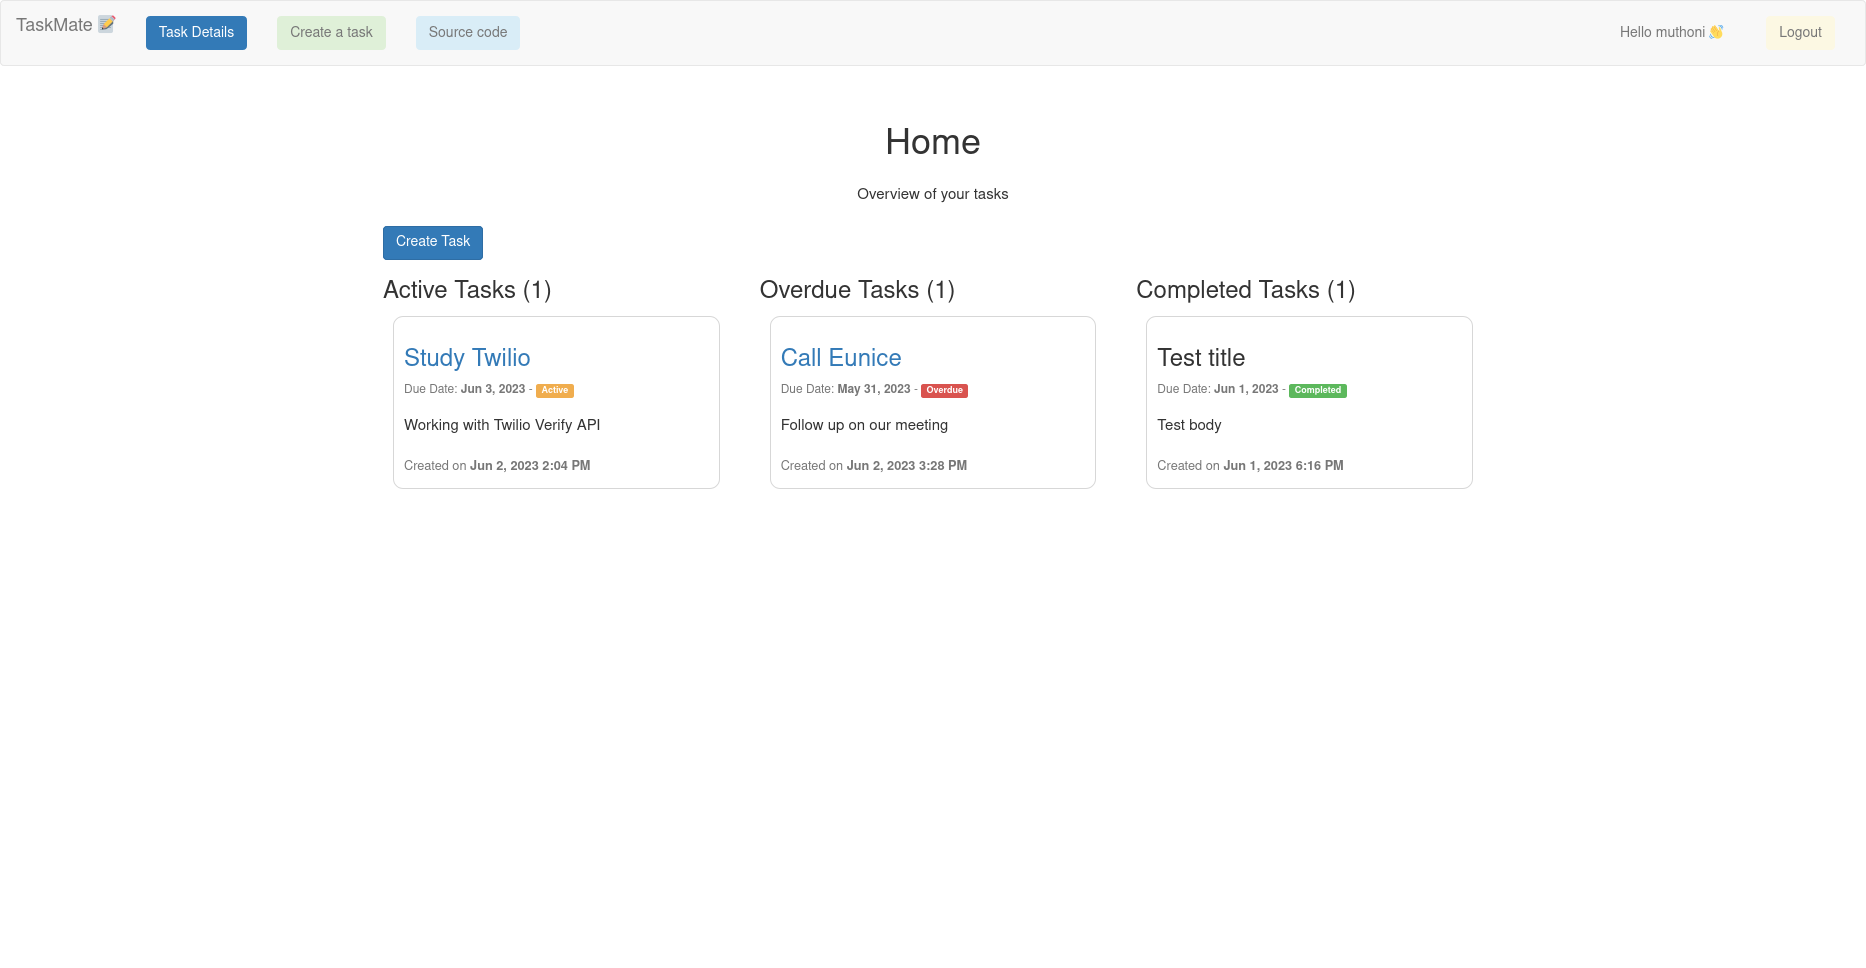 TaskMate 📝 Task Details Create a task Source code Hello muthoni 👋 Logout
Home
Overview of your tasks
Create Task
Active Tasks (1)
Study Twilio
Due Date: Jun 3, 2023 - Active
Working with Twilio Verify API
Created on Jun 2, 2023 2:04 PM
Overdue Tasks (1)
Call Eunice
Due Date: May 31, 2023 - Overdue
Follow up on our meeting
Created on Jun 2, 2023 3:28 PM
Completed Tasks (1)
Test title
Due Date: Jun 1, 2023 - Completed
Test body
Created on Jun 1, 2023 6:16 PM